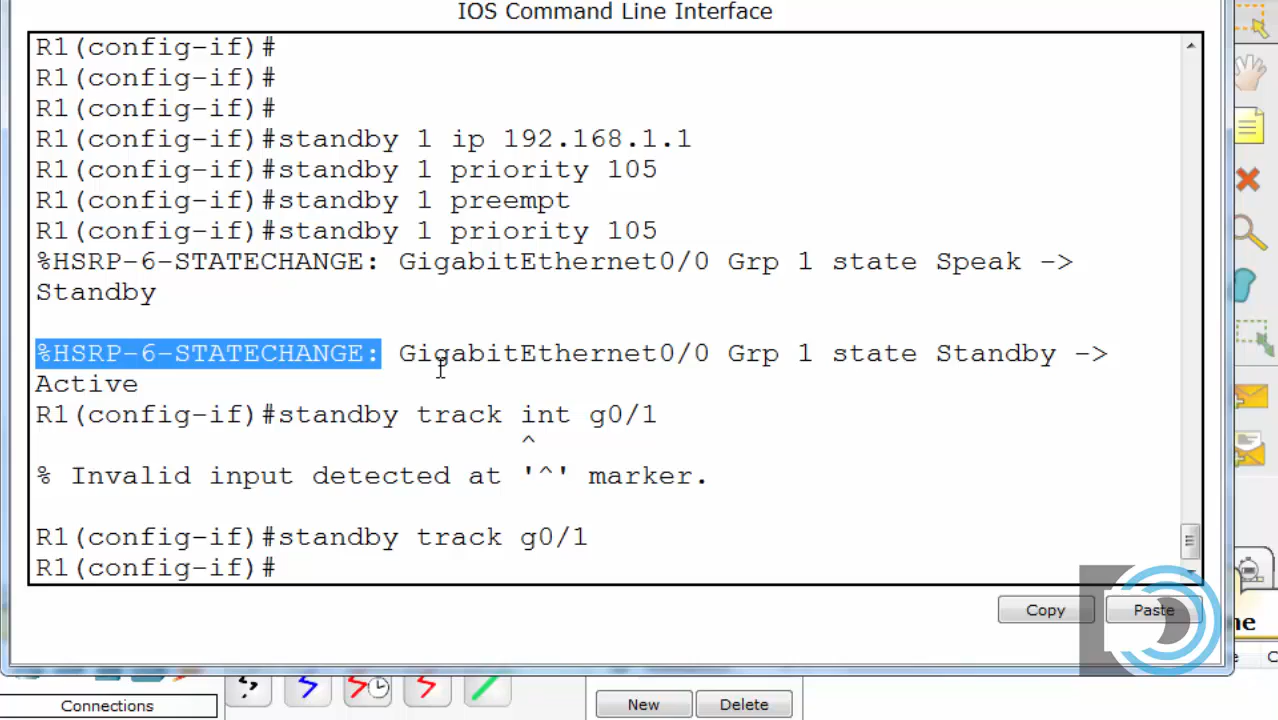 IOS Command Line Interface
R1(config-if)#
R1(config-if)#
R1(config-if)#
R1(config-if)#standby 1 ip 192.168.1.1
R1(config-if)#standby 1 priority 105
R1(config-if)#standby 1 preempt
R1(config-if)#standby 1 priority 105
%HSRP-6-STATECHANGE: GigabitEthernet0/0 Grp 1 state Speak ->
Standby
%HSRP-6-STATECHANGE: GigabitEthernet0/0 Grp 1 state Standby ->
Active
R1(config-if)#standby track int g0/1
^
% Invalid input detected at '^' marker.
R1(config-if)#standby track g0/1
R1(config-if)#
Copy
Paste
Connections
New
Delete